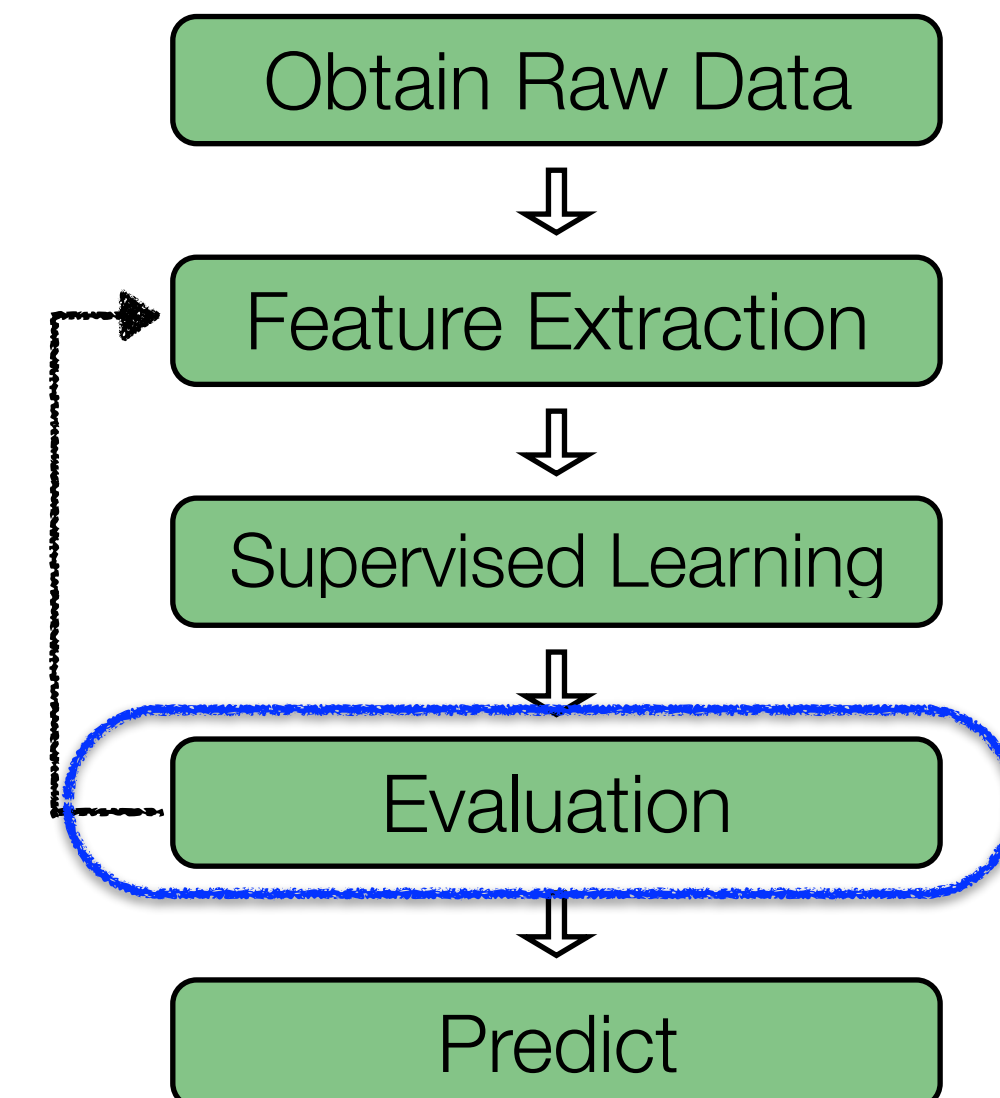 Obtain Raw Data
Feature Extraction
Supervised Learning
Evaluation
Predict